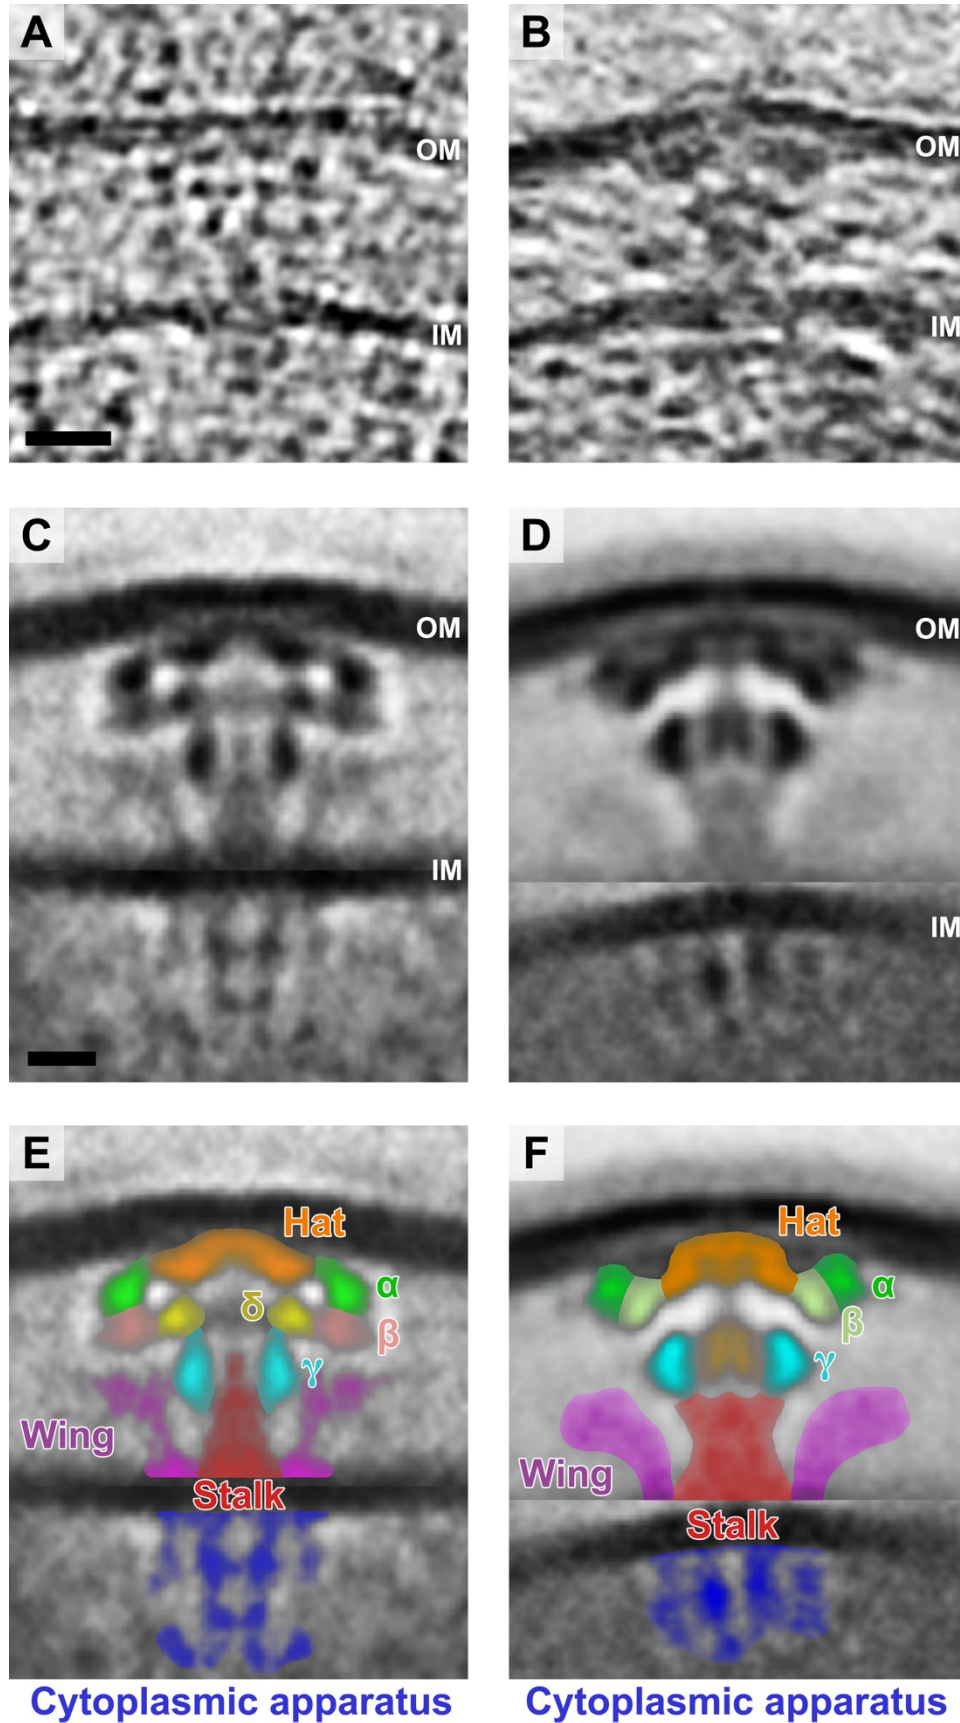 A
B
OM
OM
IM
IM
C
D
OM
OM
IM
IM
E
F
Hat
Hat
α
α
δ
β
β
γ
γ
Wing
Wing
Stalk
Stalk
Cytoplasmic apparatus
Cytoplasmic apparatus